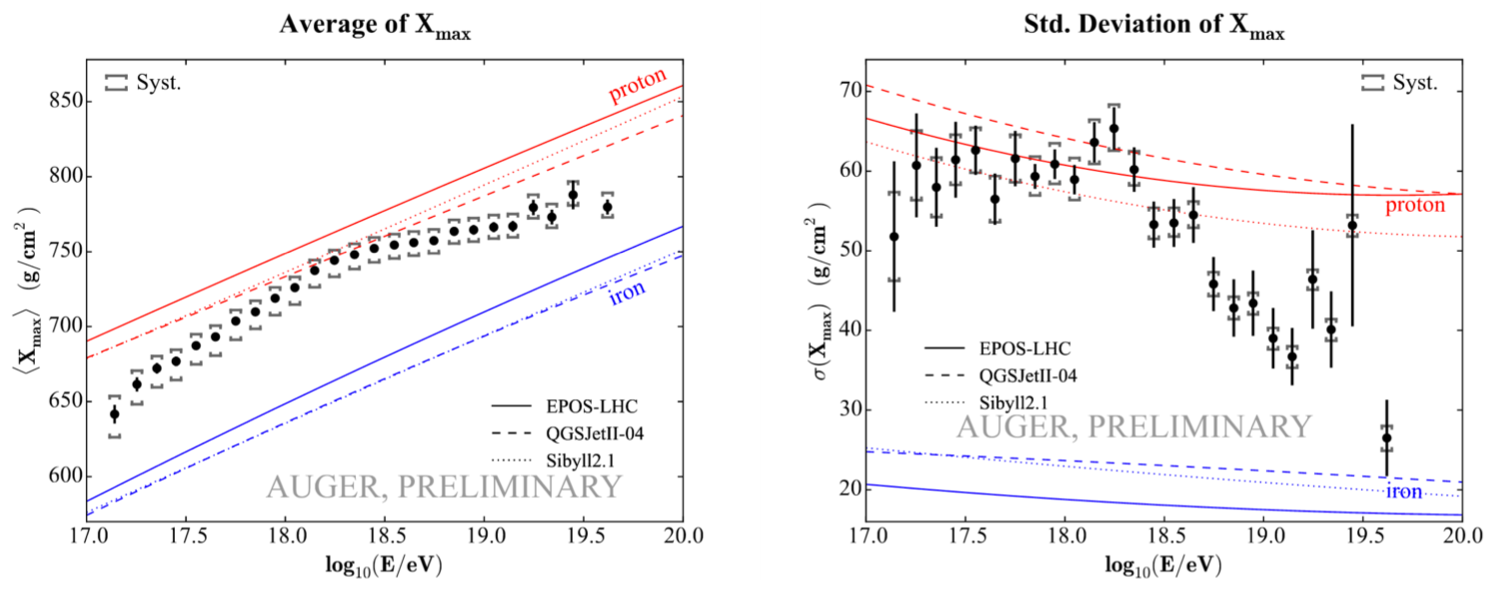 Average of Xmax
Syst.
proton
iron
EPOS-LHC
QGSJetII-04
Sibyll2.1
AUGER, PRELIMINARY
850
800
750
700
650
600
17.0 17.5 18.0 18.5 19.0 19.5 20.0
⟨Xmax⟩ (g/cm²)
log₁₀(E/eV)
Std. Deviation of Xmax
Syst.
proton
EPOS-LHC
QGSJetII-04
Sibyll2.1
AUGER, PRELIMINARY
iron
70
60
50
40
30
20
17.0 17.5 18.0 18.5 19.0 19.5 20.0
σ(Xmax) (g/cm²)
log₁₀(E/eV)